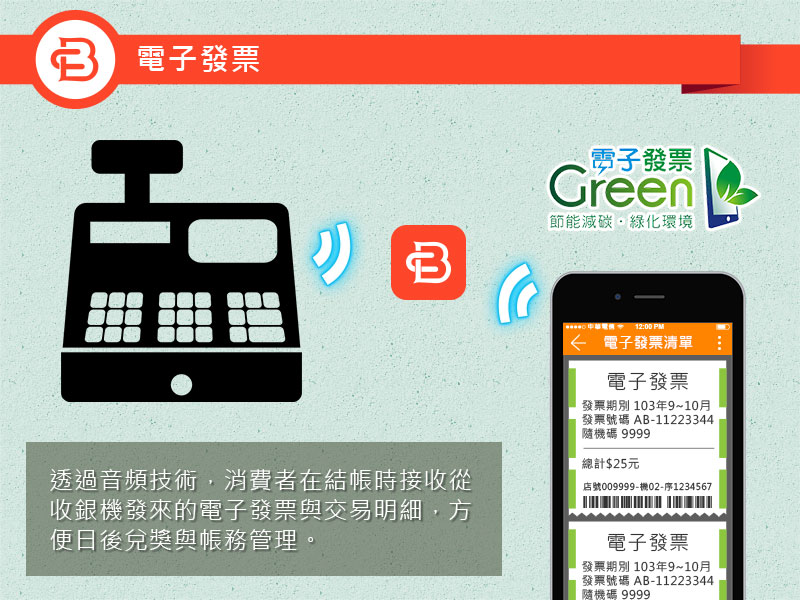 電子發票
電子發票
Green
節能減碳・綠化環境
中華電信 12:00 PM
電子發票清單
電子發票
發票期別 103年9~10月
發票號碼 AB-11223344
隨機碼 9999
總計$25元
店號009999-機02-序1234567
電子發票
發票期別 103年9~10月
發票號碼 AB-11223344
隨機碼 9999
透過音頻技術，消費者在結帳時接收從
收銀機發來的電子發票與交易明細，方
便日後兌獎與帳務管理。